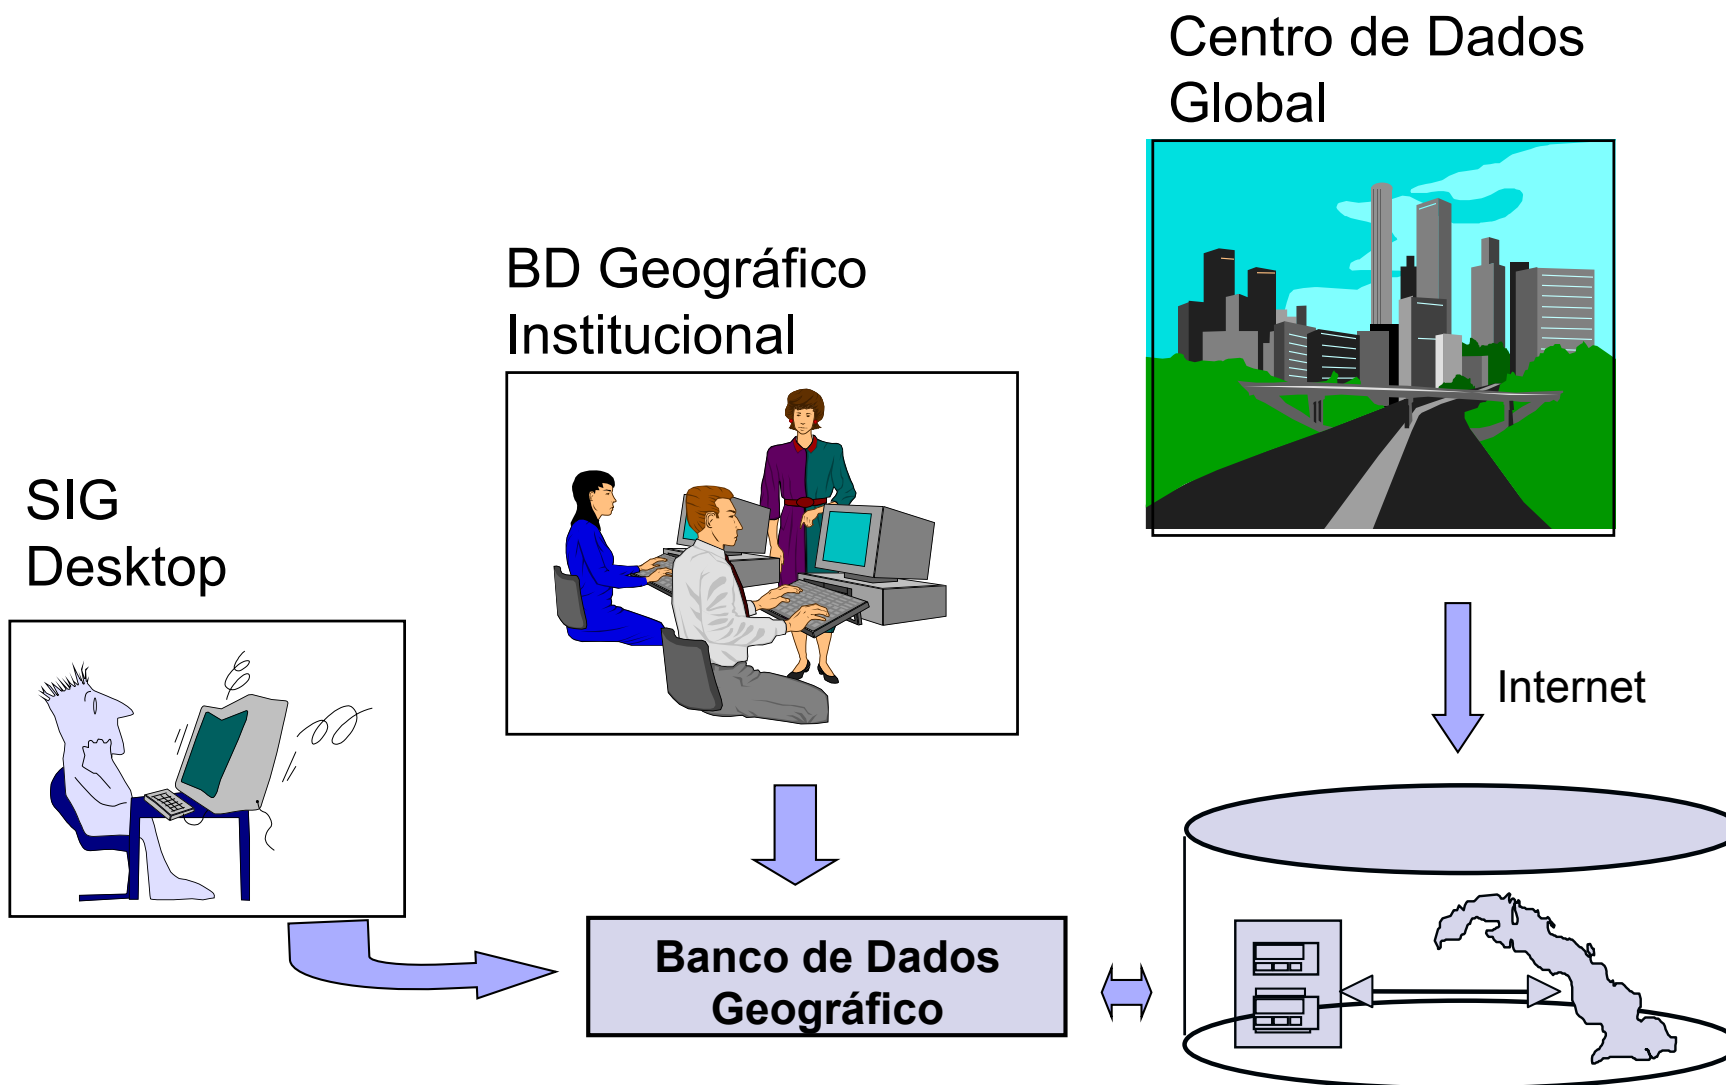 Centro de Dados
Global
BD Geográfico
Institucional
SIG
Desktop
Internet
Banco de Dados
Geográfico